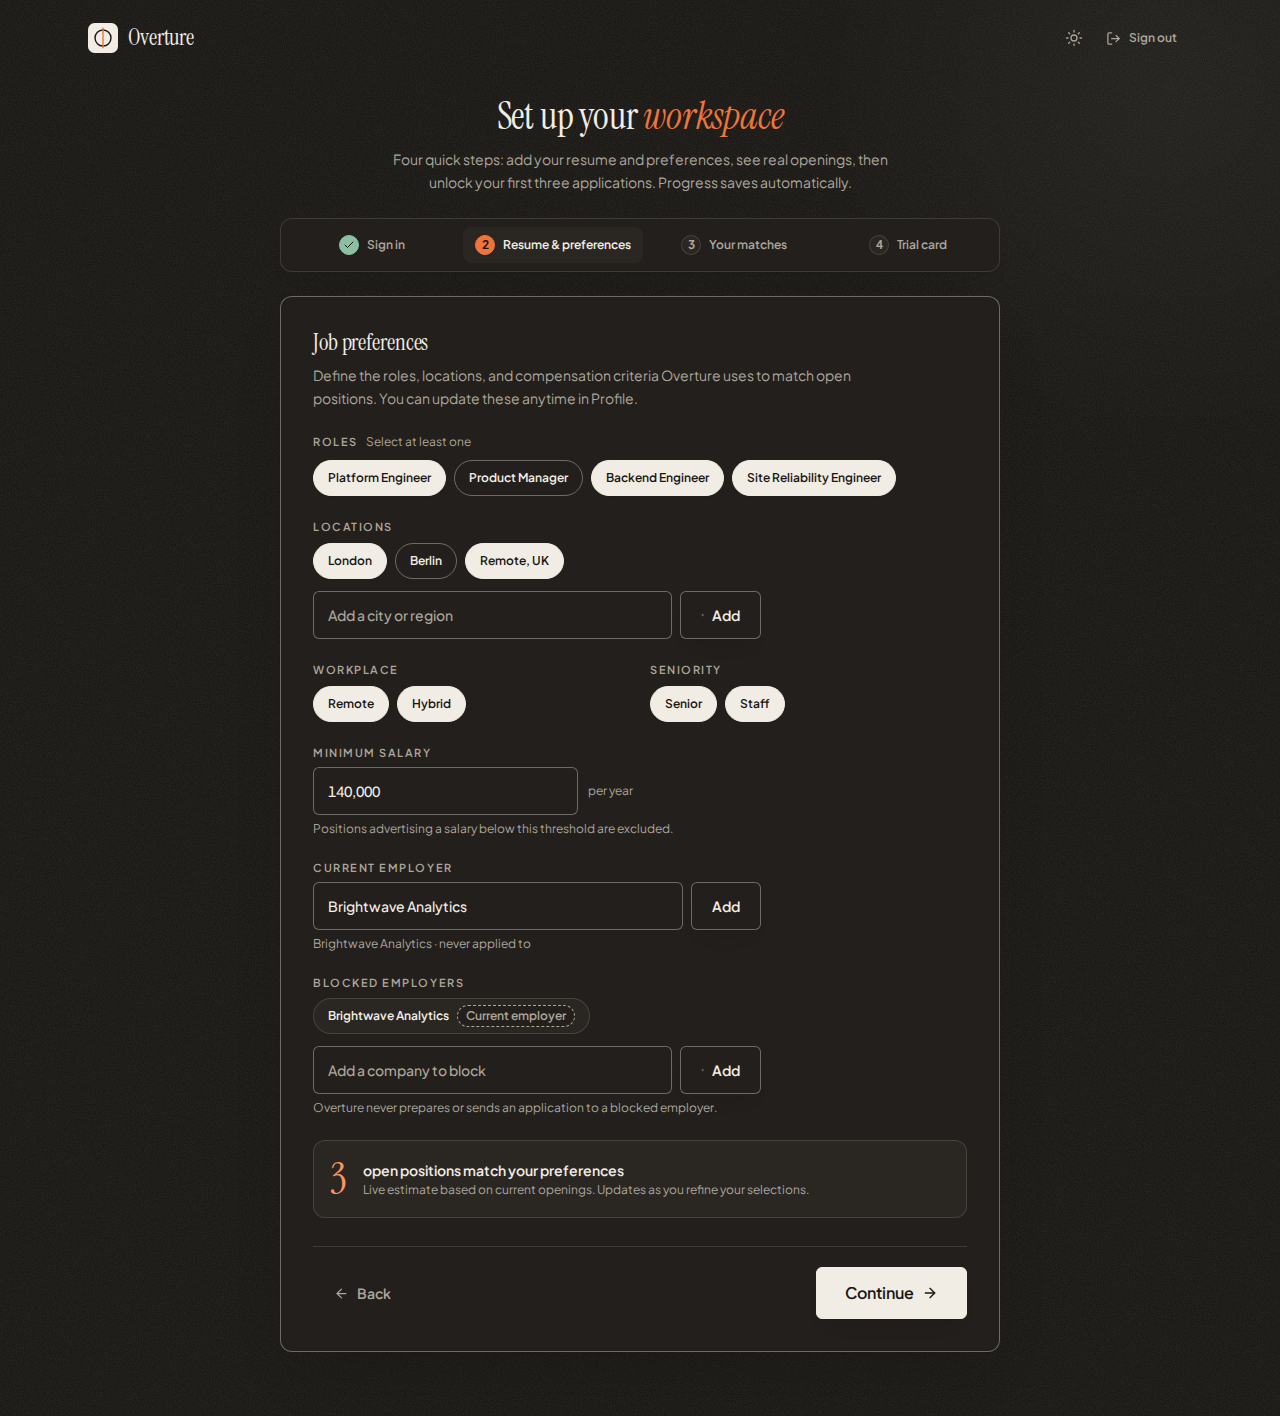 Overture
Sign out
Set up your workspace
Four quick steps: add your resume and preferences, see real openings, then
unlock your first three applications. Progress saves automatically.
Sign in
2 Resume & preferences
3 Your matches
4 Trial card
Job preferences
Define the roles, locations, and compensation criteria Overture uses to match open
positions. You can update these anytime in Profile.
ROLES Select at least one
Platform Engineer Product Manager Backend Engineer Site Reliability Engineer
LOCATIONS
London Berlin Remote, UK
Add a city or region
Add
WORKPLACE
Remote Hybrid
SENIORITY
Senior Staff
MINIMUM SALARY
140,000 per year
Positions advertising a salary below this threshold are excluded.
CURRENT EMPLOYER
Brightwave Analytics
Add
Brightwave Analytics · never applied to
BLOCKED EMPLOYERS
Brightwave Analytics Current employer
Add a company to block
Add
Overture never prepares or sends an application to a blocked employer.
3 open positions match your preferences
Live estimate based on current openings. Updates as you refine your selections.
Back
Continue